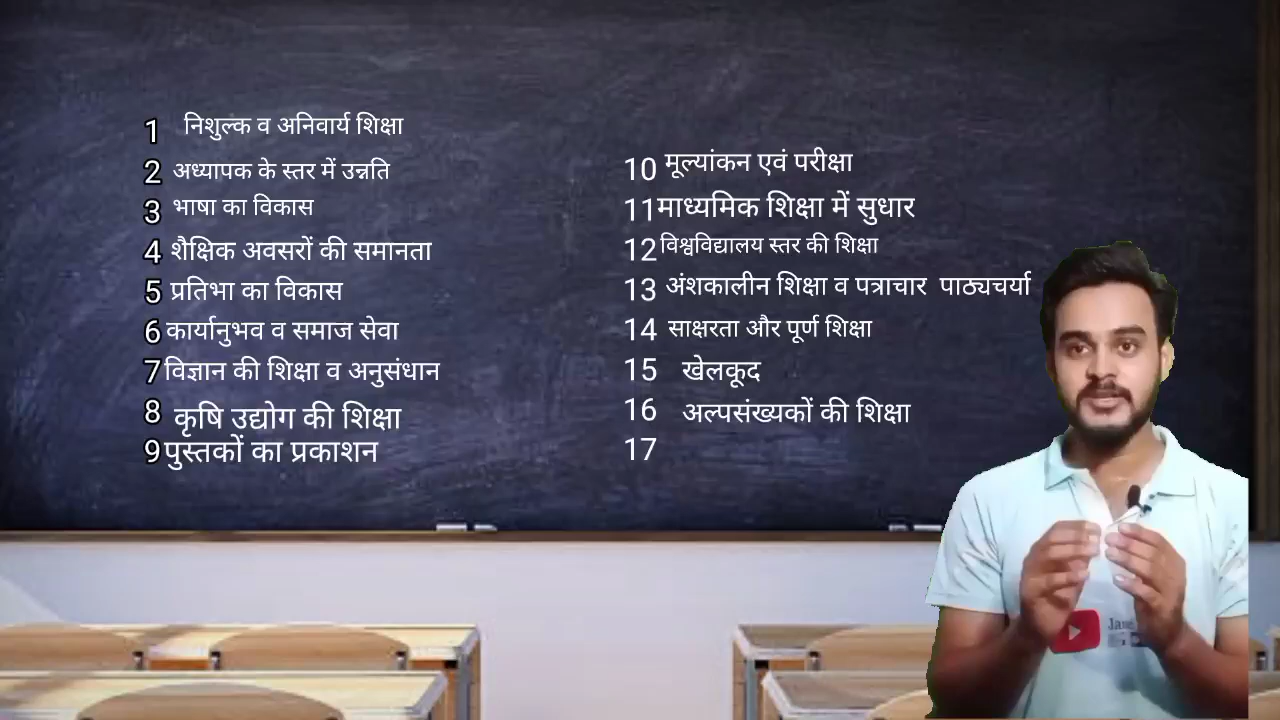 1 निशुल्क व अनिवार्य शिक्षा
2 अध्यापक के स्तर में उन्नति
3 भाषा का विकास
4 शैक्षिक अवसरों की समानता
5 प्रतिभा का विकास
6 कार्यानुभव व समाज सेवा
7 विज्ञान की शिक्षा व अनुसंधान
8 कृषि उद्योग की शिक्षा
9 पुस्तकों का प्रकाशन
10 मूल्यांकन एवं परीक्षा
11 माध्यमिक शिक्षा में सुधार
12 विश्वविद्यालय स्तर की शिक्षा
13 अंशकालीन शिक्षा व पत्राचार पाठ्यचर्या
14 साक्षरता और पूर्ण शिक्षा
15 खेलकूद
16 अल्पसंख्यकों की शिक्षा
17